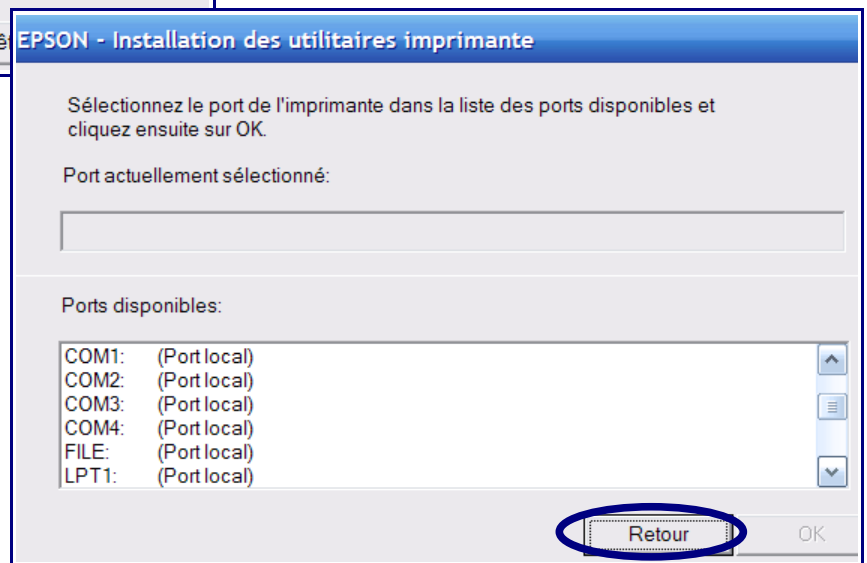 EPSON - Installation des utilitaires imprimante
Sélectionnez le port de l'imprimante dans la liste des ports disponibles et
cliquez ensuite sur OK.
Port actuellement sélectionné:
Ports disponibles:
COM1: (Port local)
COM2: (Port local)
COM3: (Port local)
COM4: (Port local)
FILE: (Port local)
LPT1: (Port local)
Retour OK